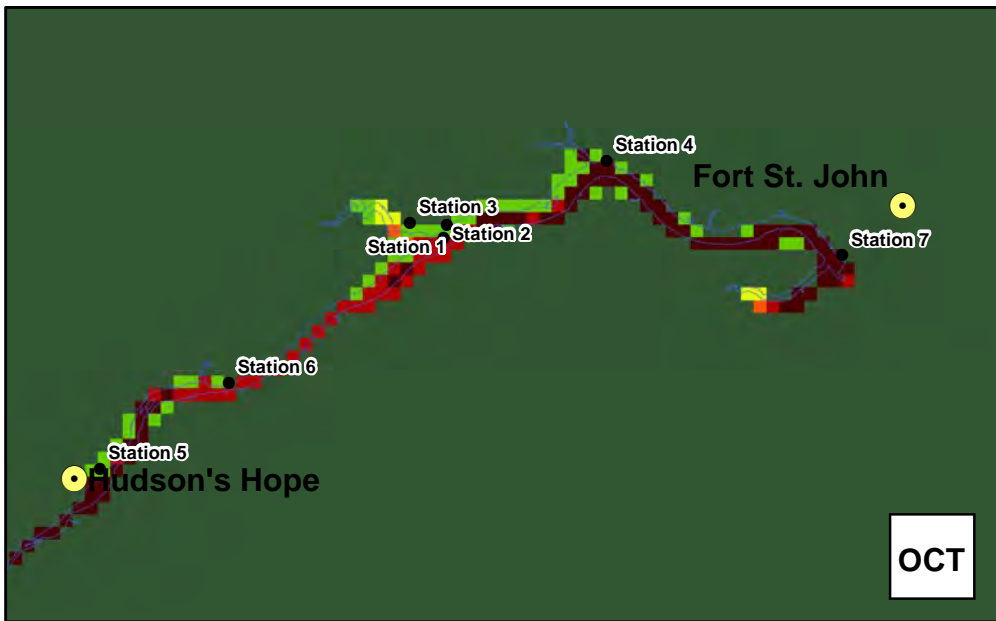 Station 4
Fort St. John
Station 3
Station 1
Station 2
Station 7
Station 6
Station 5
Hudson's Hope
OCT